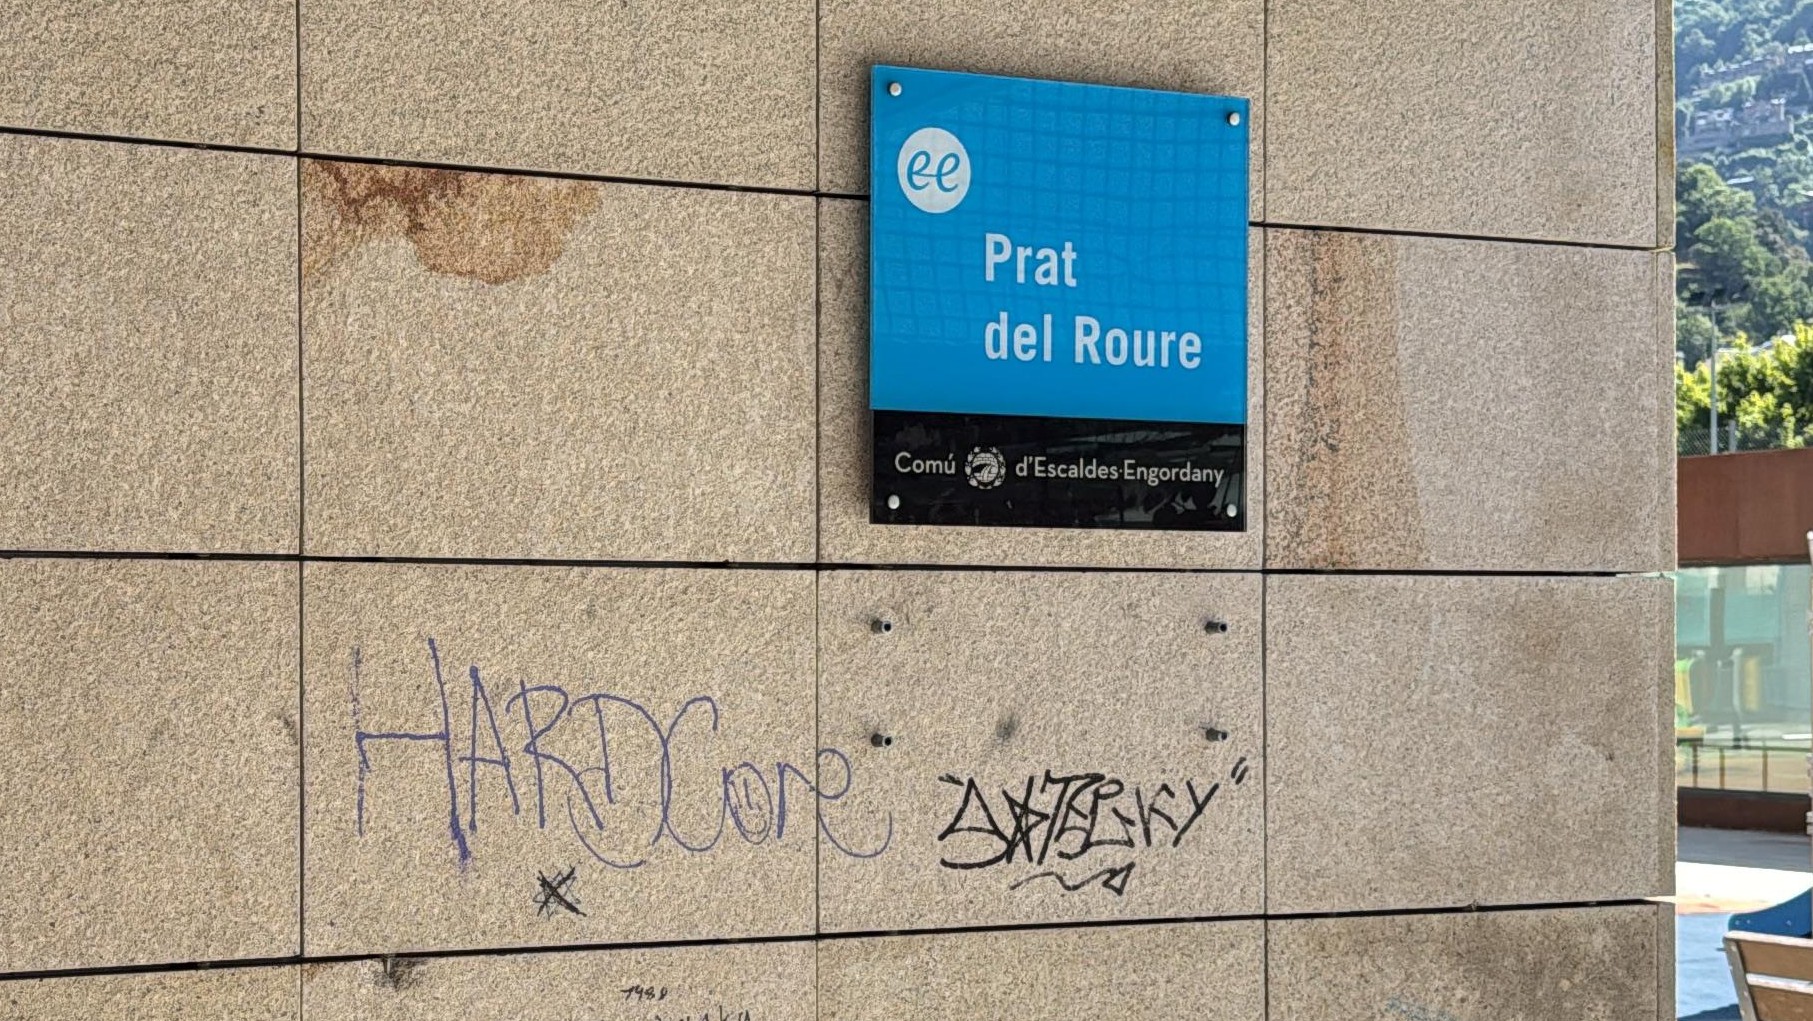 ee
Prat
del Roure
Comú d'Escaldes-Engordany
HARDCore